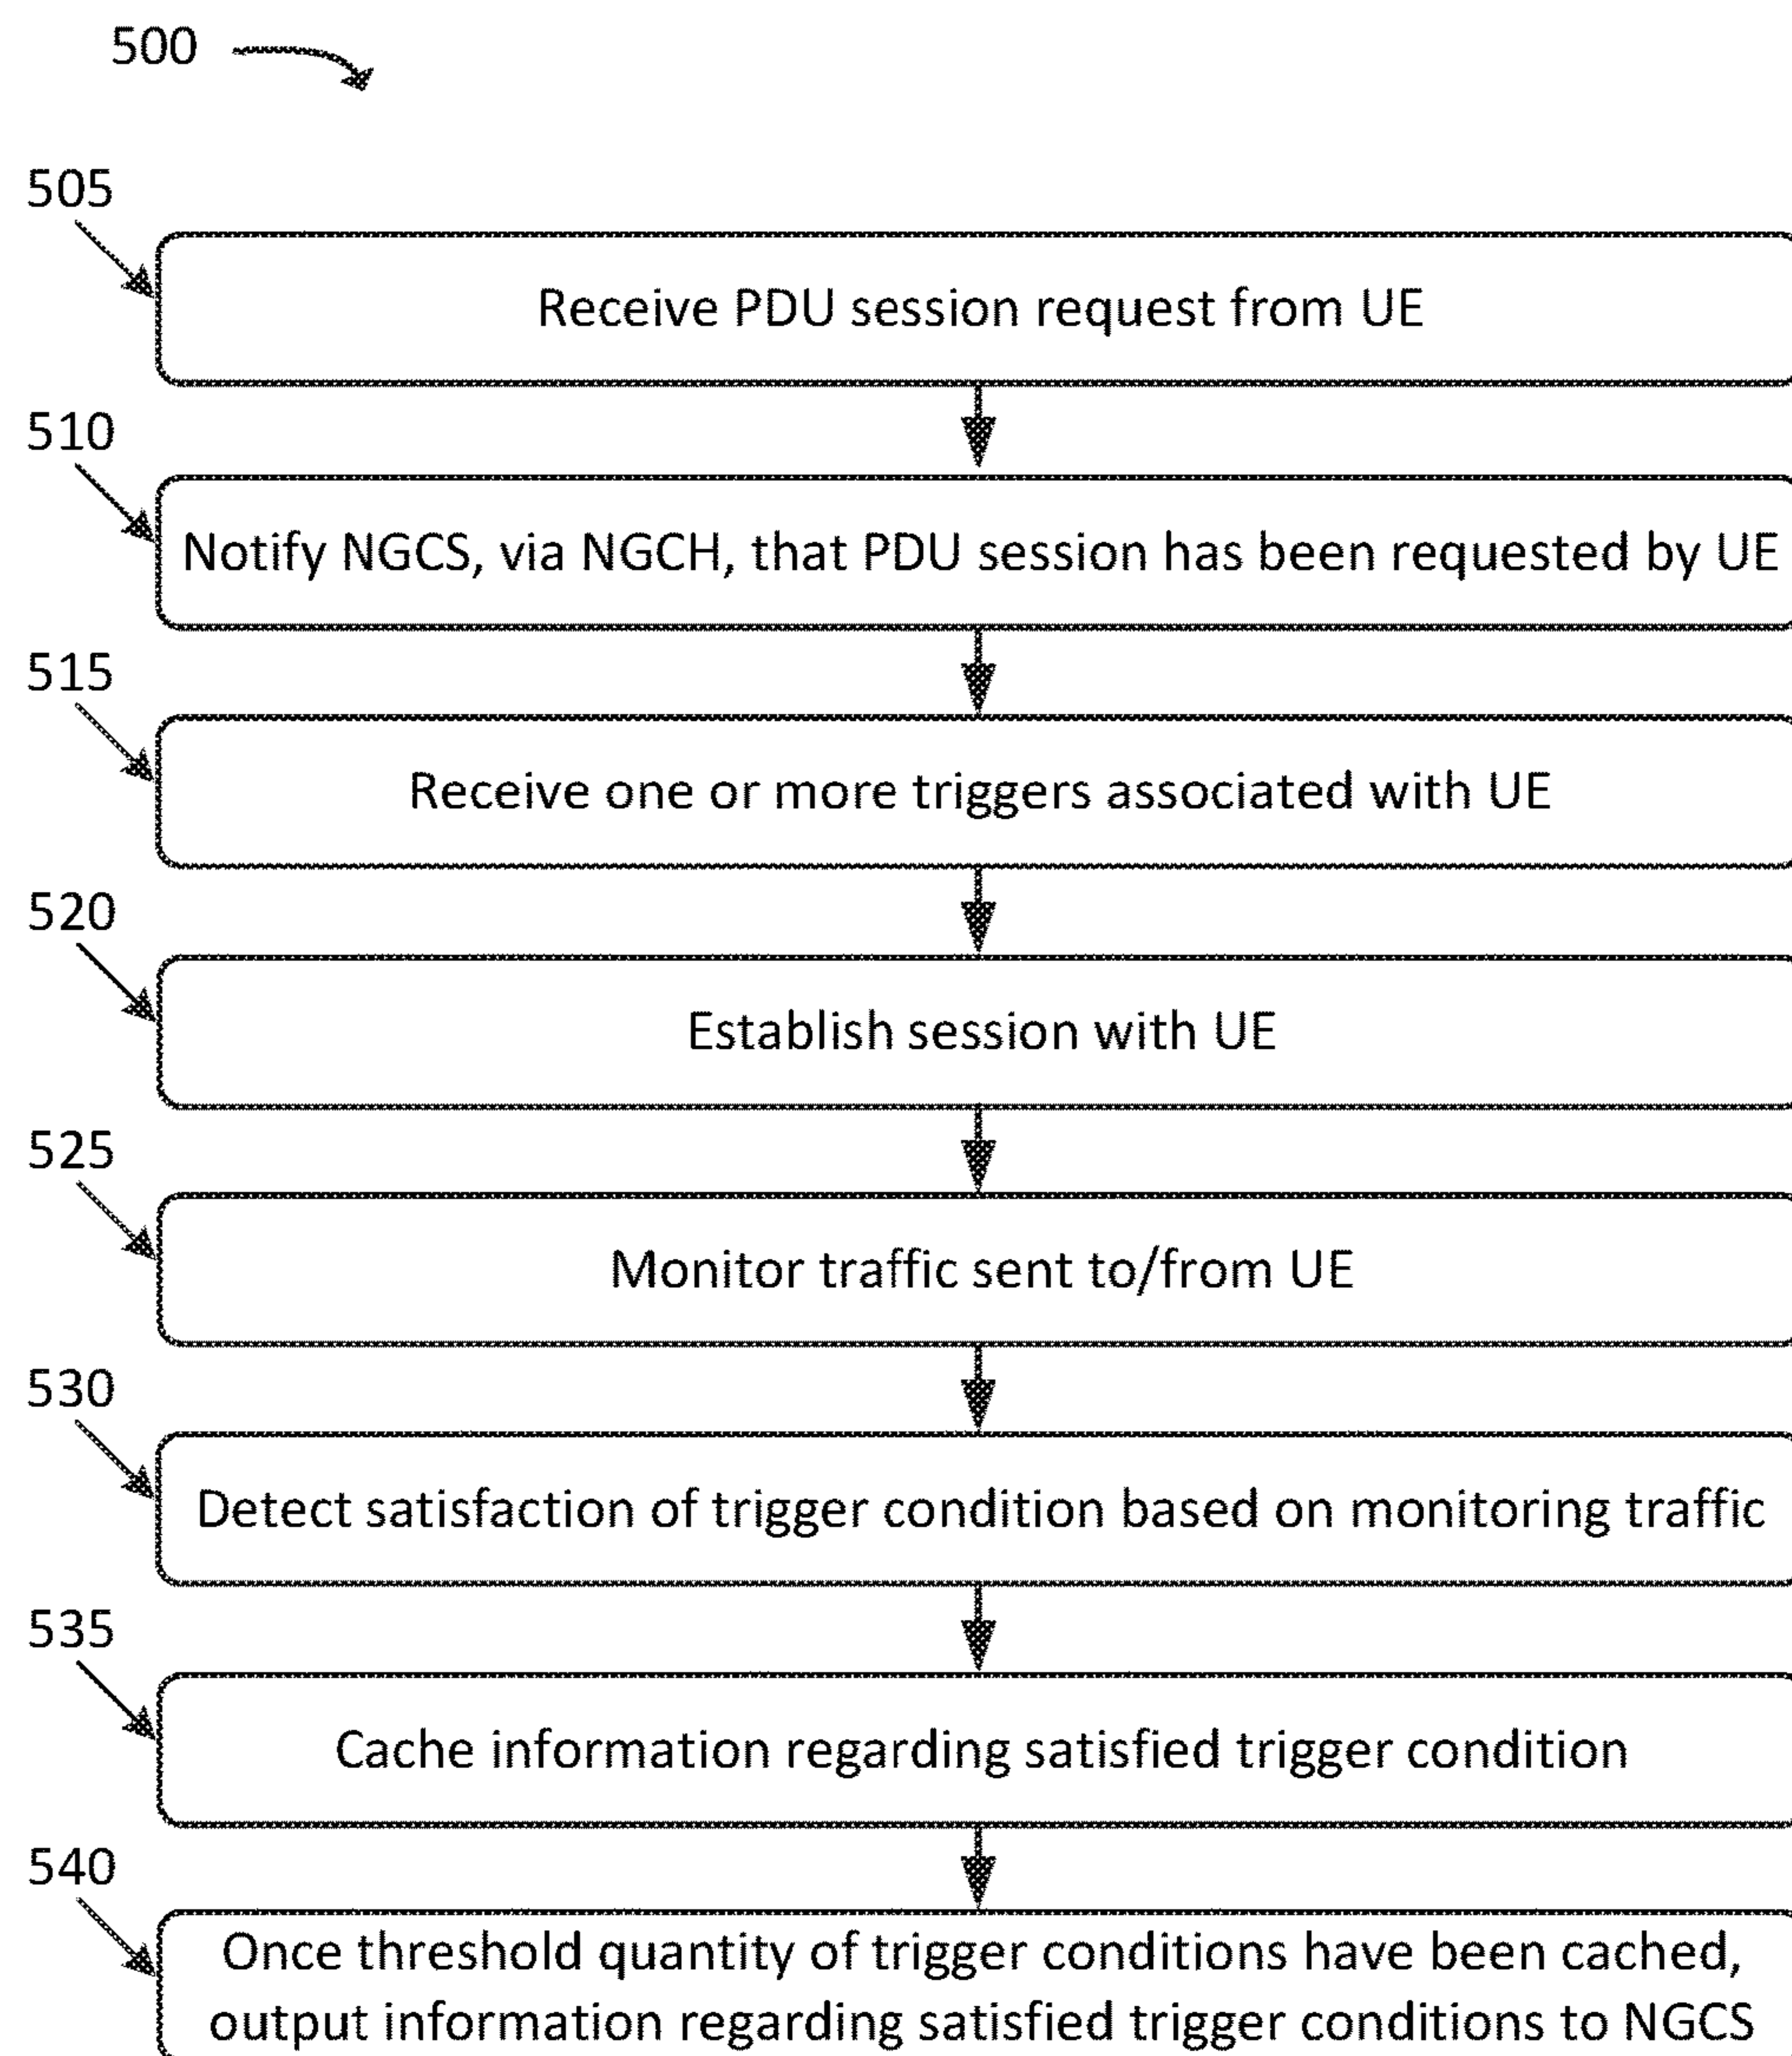 500
505
Receive PDU session request from UE
510
Notify NGCS, via NGCH, that PDU session has been requested by UE
515
Receive one or more triggers associated with UE
520
Establish session with UE
525
Monitor traffic sent to/from UE
530
Detect satisfaction of trigger condition based on monitoring traffic
535
Cache information regarding satisfied trigger condition
540
Once threshold quantity of trigger conditions have been cached,
output information regarding satisfied trigger conditions to NGCS